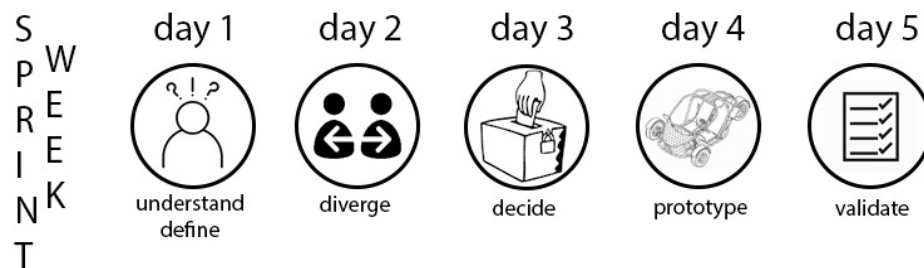 SPRINT
WEEK
day 1
day 2
day 3
day 4
day 5
? ! ?
understand
define
diverge
decide
prototype
validate